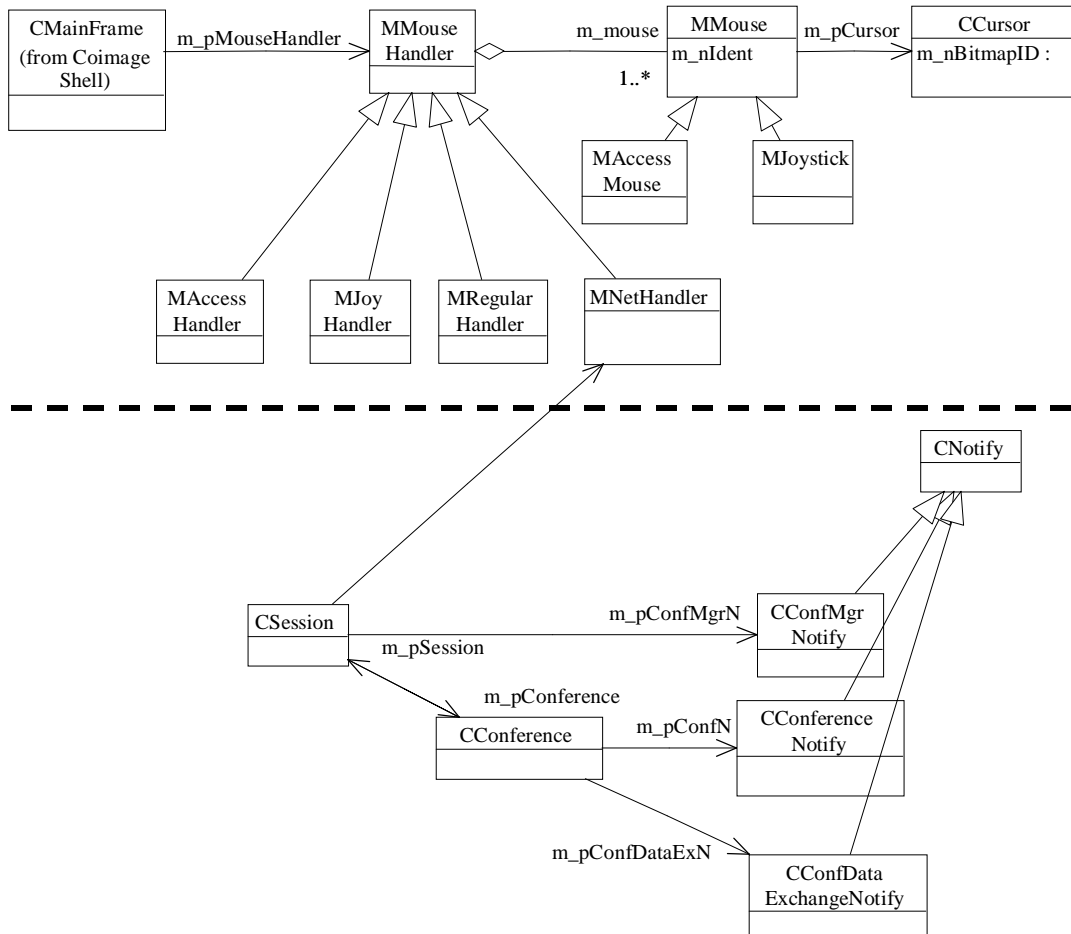 CMainFrame
(from Coimage
Shell)
m_pMouseHandler
MMouse
Handler
m_mouse
1..*
MMouse
m_nIdent
m_pCursor
CCursor
m_nBitmapID :
MAccess
Mouse
MJoystick
MAccess
Handler
MJoy
Handler
MRegular
Handler
MNetHandler
CNotify
CSession
m_pConfMgrN
CConfMgr
Notify
m_pSession
m_pConference
CConference
m_pConfN
CConference
Notify
m_pConfDataExN
CConfData
ExchangeNotify